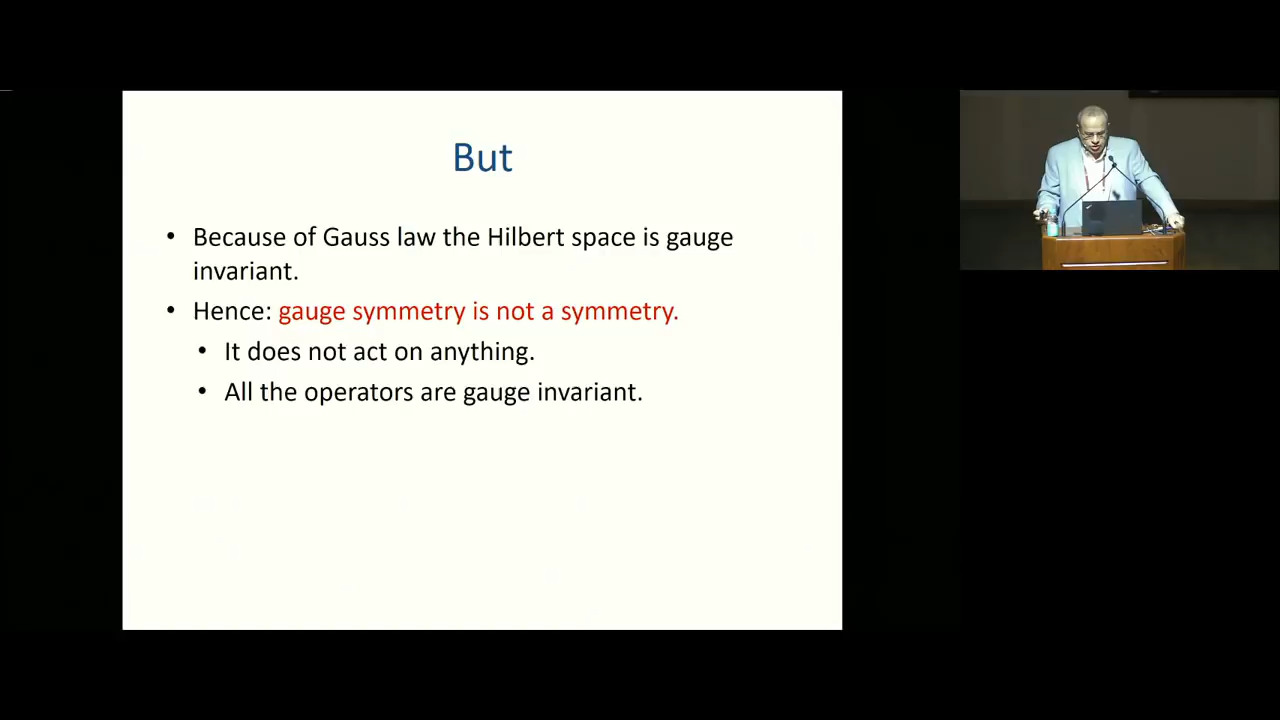 But
• Because of Gauss law the Hilbert space is gauge
invariant.
• Hence: gauge symmetry is not a symmetry.
• It does not act on anything.
• All the operators are gauge invariant.